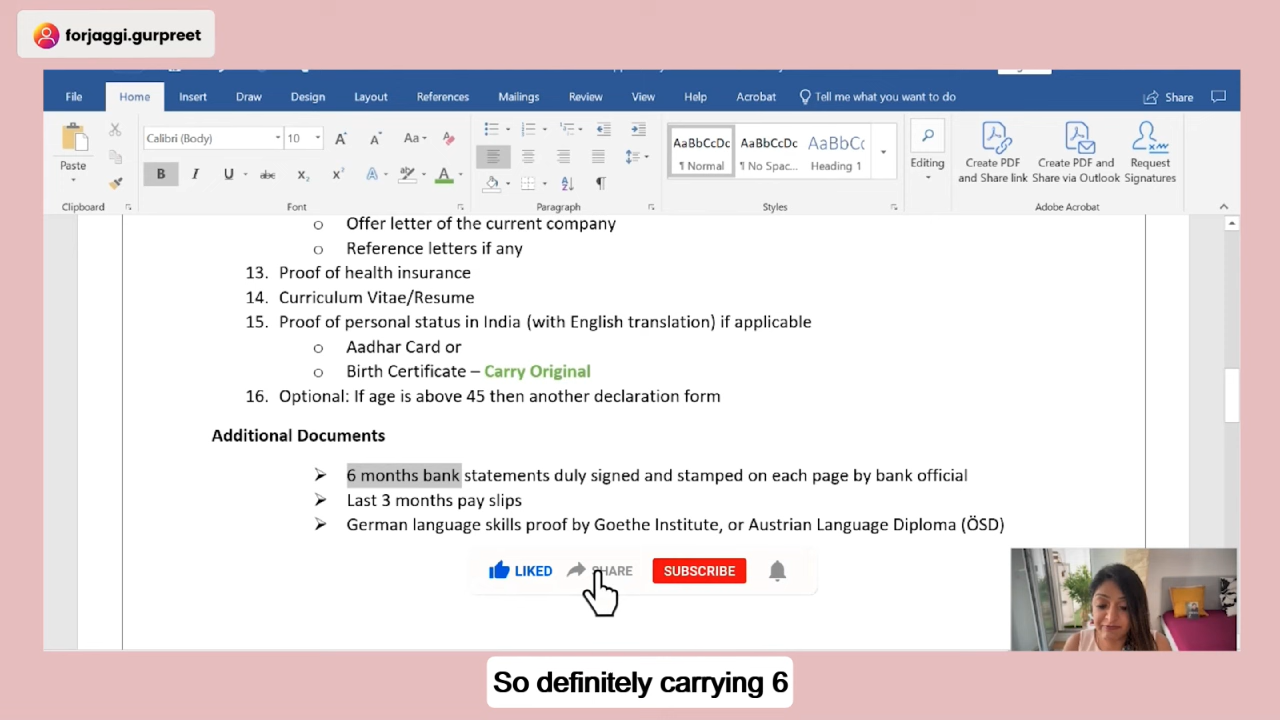 forjaggi.gurpreet
File Home Insert Draw Design Layout References Mailings Review View Help Acrobat Tell me what you want to do Share
Calibri (Body) 10 A A Aa A
AaBbCcDc AaBbCcDc AaBbCc
Paste
¶ Normal ¶ No Spac... Heading 1
Editing
Create PDF and Share link
Create PDF and Share via Outlook
Request Signatures
B I U abc X₂ X² A A
Clipboard Font Paragraph Styles Adobe Acrobat
o Offer letter of the current company
o Reference letters if any
13. Proof of health insurance
14. Curriculum Vitae/Resume
15. Proof of personal status in India (with English translation) if applicable
o Aadhar Card or
o Birth Certificate – Carry Original
16. Optional: If age is above 45 then another declaration form
Additional Documents
➢ 6 months bank statements duly signed and stamped on each page by bank official
➢ Last 3 months pay slips
➢ German language skills proof by Goethe Institute, or Austrian Language Diploma (ÖSD)
LIKED SHARE SUBSCRIBE
So definitely carrying 6